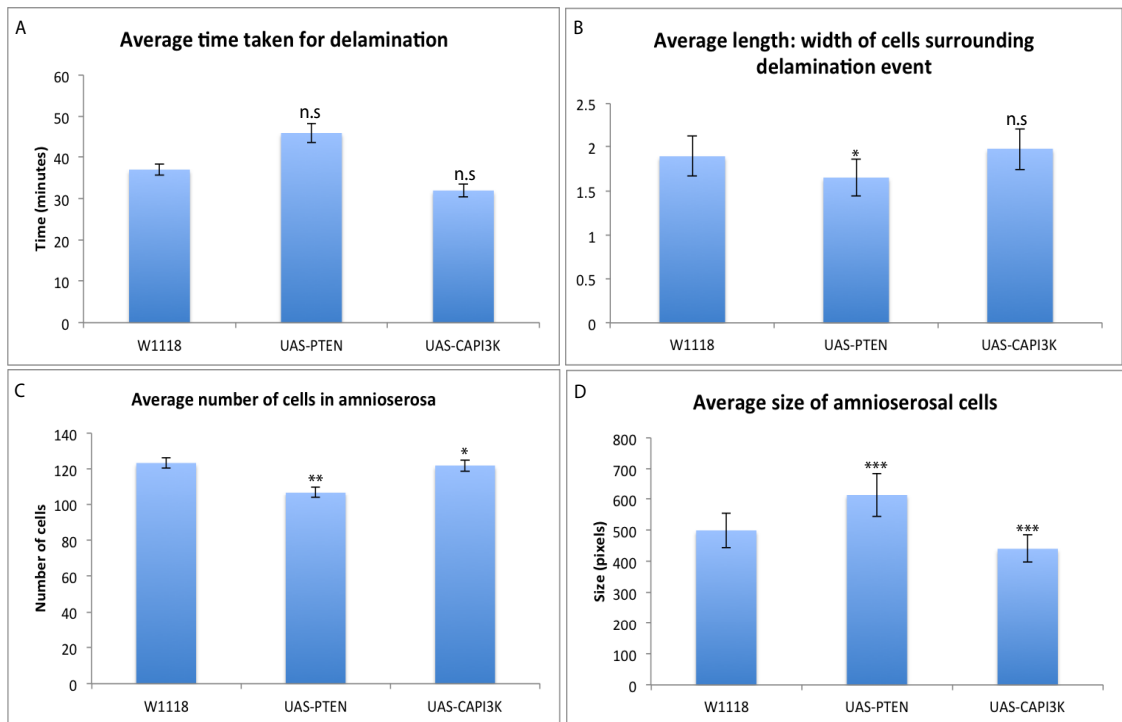 A
Average time taken for delamination
Time (minutes)
60
50
40
30
20
10
0
n.s
n.s
W1118
UAS-PTEN
UAS-CAPI3K
B
Average length: width of cells surrounding
delamination event
2.5
2
1.5
1
0.5
0
*
n.s
W1118
UAS-PTEN
UAS-CAPI3K
C
Average number of cells in amnioserosa
Number of cells
140
120
100
80
60
40
20
0
**
*
W1118
UAS-PTEN
UAS-CAPI3K
D
Average size of amnioserosal cells
Size (pixels)
800
700
600
500
400
300
200
100
0
***
***
W1118
UAS-PTEN
UAS-CAPI3K